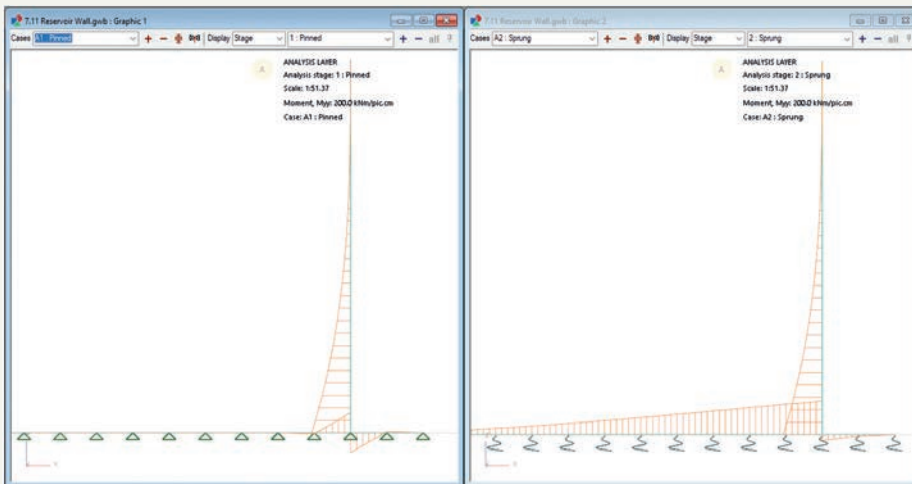 7.11 Reservoir Wall.gwb : Graphic 1
Cases A1 : Pinned Display Stage 1 : Pinned all
A
ANALYSIS LAYER
Analysis stage: 1 : Pinned
Scale: 1:51.37
Moment, Myy: 200.0 kNm/pic.cm
Case: A1 : Pinned
7.11 Reservoir Wall.gwb : Graphic 2
Cases A2 : Sprung Display Stage 2 : Sprung all
A
ANALYSIS LAYER
Analysis stage: 2 : Sprung
Scale: 1:51.37
Moment, Myy: 200.0 kNm/pic.cm
Case: A2 : Sprung